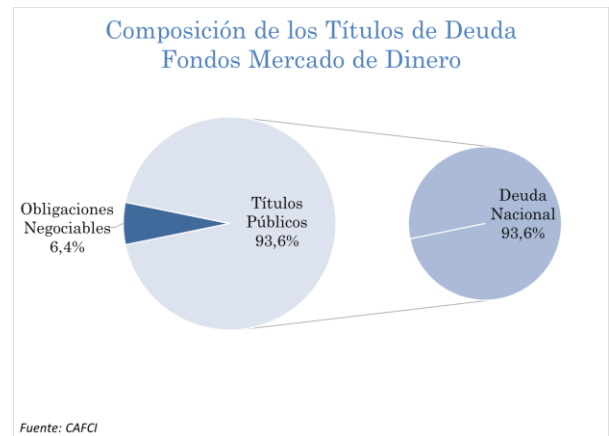 Composición de los Títulos de Deuda
Fondos Mercado de Dinero
Obligaciones
Negociables
6,4%
Títulos
Públicos
93,6%
Deuda
Nacional
93,6%
Fuente: CAFCI